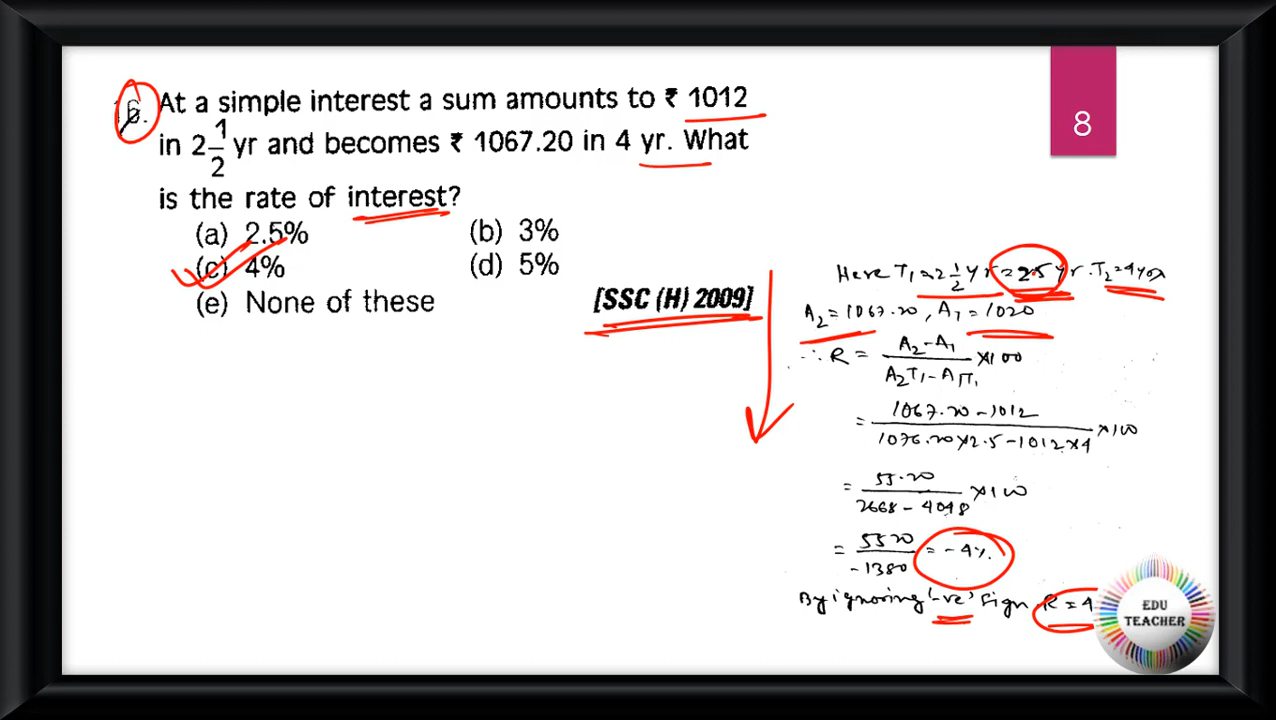 16. At a simple interest a sum amounts to ₹ 1012
in 2 1/2 yr and becomes ₹ 1067.20 in 4 yr. What
is the rate of interest?
(a) 2.5% (b) 3%
(c) 4% (d) 5%
(e) None of these
[SSC (H) 2009]
8
Here T₁ = 2 1/2 yr = 2.5 yr. T₂ = 4 yr
A₂ = 1067.20, A₁ = 1020
∴ R = (A₂ - A₁)/(A₂T₁ - A₁T₁) × 100
= (1067.20 - 1012)/(1076.20 × 2.5 - 1012 × 4) × 100
= 55.20/(2668 - 4048) × 100
= 5520/-1380 = -4%.
By ignoring '-ve' sign R = 4
EDU
TEACHER